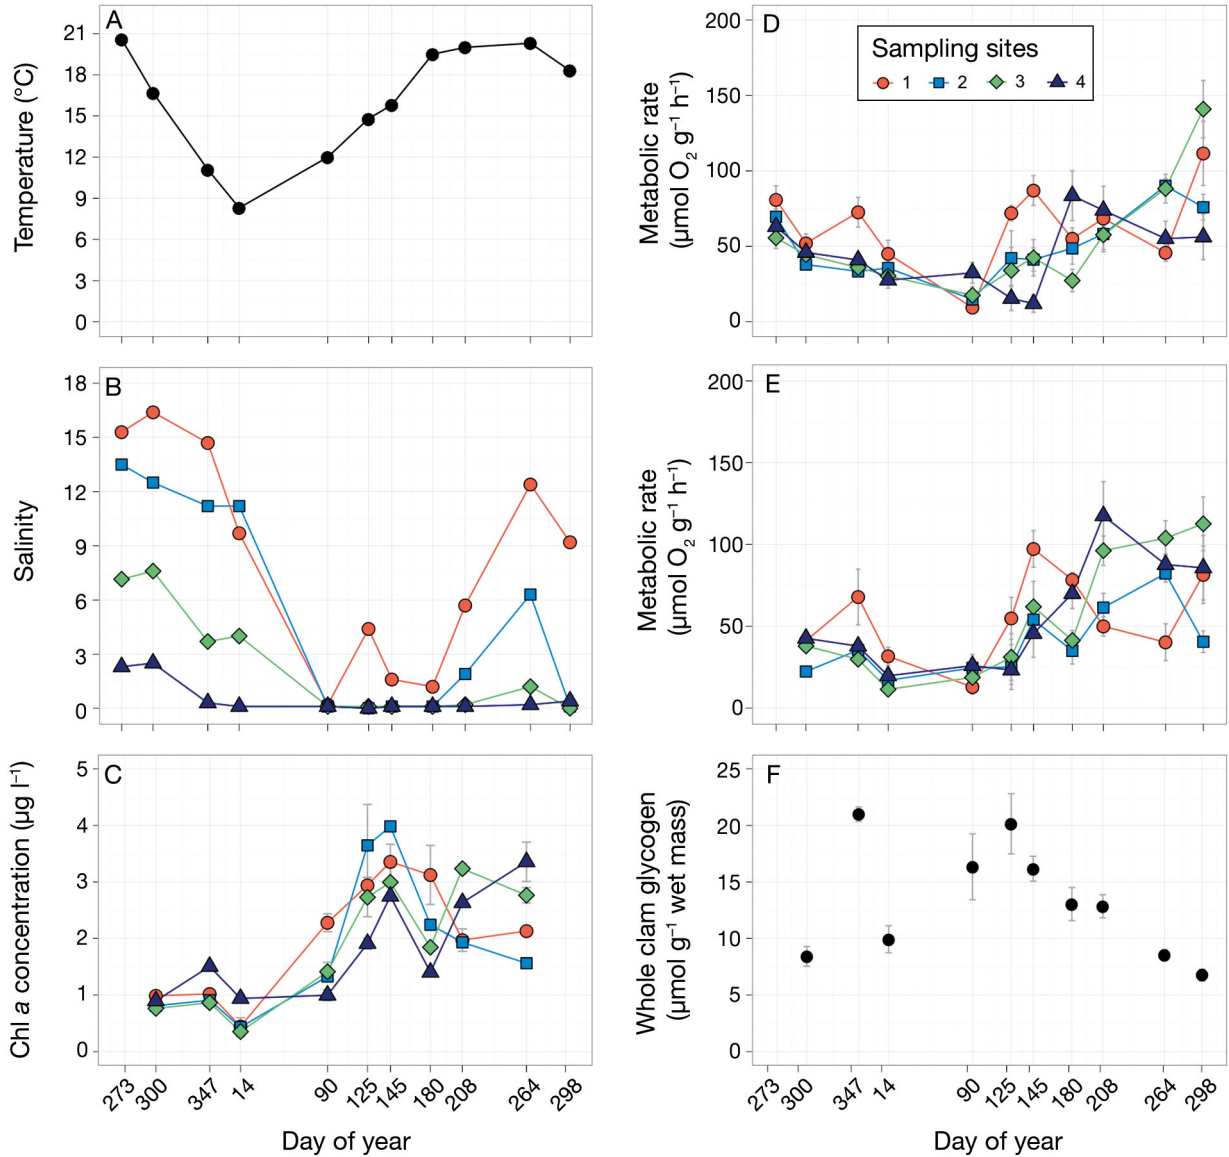 A
Temperature (°C)
21
18
15
12
9
6
3
0
B
Salinity
18
15
12
9
6
3
0
C
Chl a concentration (µg l–1)
5
4
3
2
1
0
273 300 347 14 90 125 145 180 208 264 298
Day of year
D
Sampling sites
1 2 3 4
Metabolic rate
(µmol O2 g–1 h–1)
200
150
100
50
0
E
Metabolic rate
(µmol O2 g–1 h–1)
200
150
100
50
0
F
Whole clam glycogen
(µmol g–1 wet mass)
25
20
15
10
5
0
273 300 347 14 90 125 145 180 208 264 298
Day of year